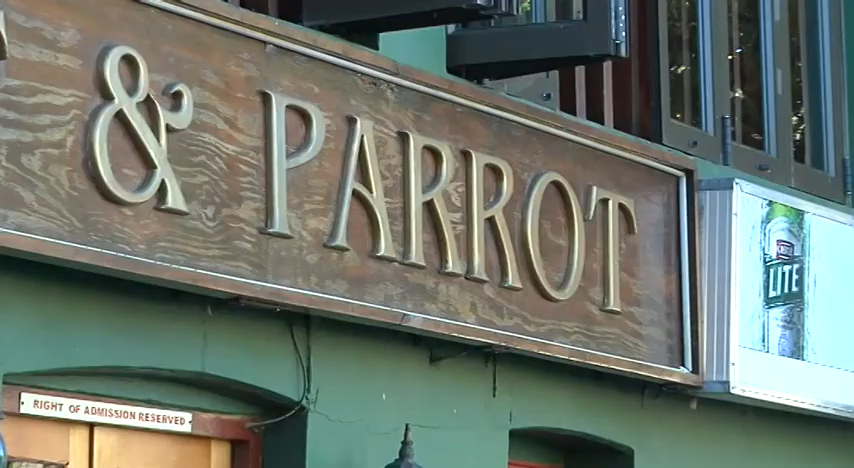 & PARROT
LITE
RIGHT OF ADMISSION RESERVED